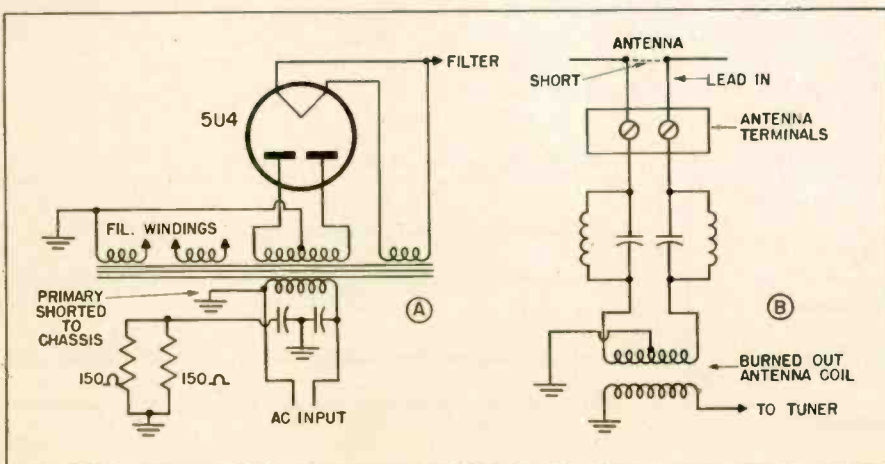 5U4
FILTER
FIL. WINDINGS
PRIMARY
SHORTED
TO
CHASSIS
A
150Ω
150Ω
AC INPUT
ANTENNA
SHORT
LEAD IN
ANTENNA
TERMINALS
B
BURNED OUT
ANTENNA COIL
TO TUNER